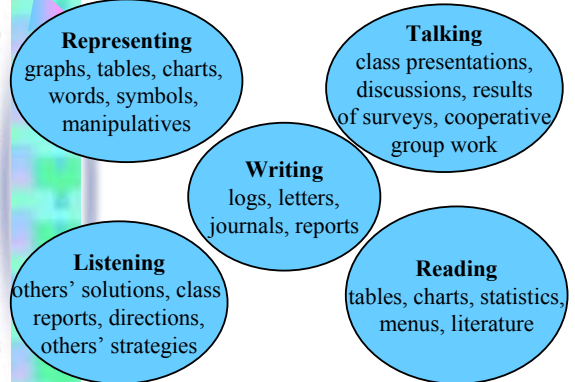 Representing
graphs, tables, charts,
words, symbols,
manipulatives
Talking
class presentations,
discussions, results
of surveys, cooperative
group work
Writing
logs, letters,
journals, reports
Listening
others’ solutions, class
reports, directions,
others’ strategies
Reading
tables, charts, statistics,
menus, literature